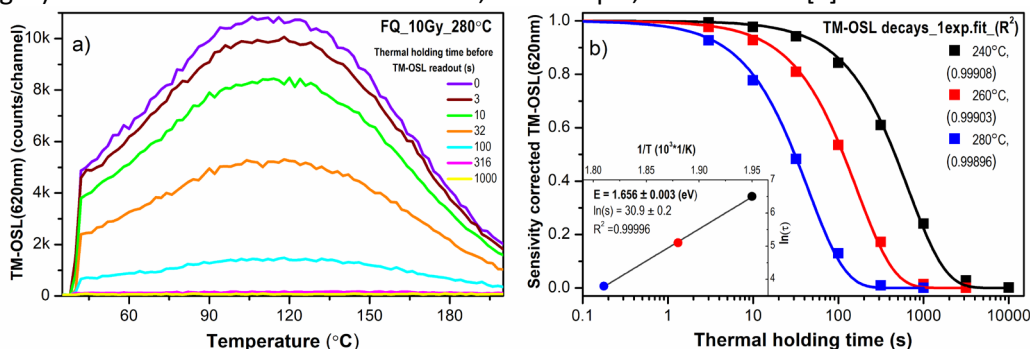 FQ_10Gy_280°C
a)
Thermal holding time before
TM-OSL readout (s)
0
3
10
32
100
316
1000
10k
8k
6k
4k
2k
0
TM-OSL(620nm) (counts/channel)
60 90 120 150 180
Temperature (°C)
TM-OSL decays_1exp.fit_(R²)
b)
240°C,
(0.99908)
260°C,
(0.99903)
280°C,
(0.99896)
1.0
0.8
0.6
0.4
0.2
0.0
Sensivity corrected TM-OSL(620nm)
1/T (10³*1/K)
1.80 1.85 1.90 1.95
E = 1.656 ± 0.003 (eV)
ln(s) = 30.9 ± 0.2
R² =0.99996
7
6
5
4
ln(τ)
0.1 1 10 100 1000 10000
Thermal holding time (s)